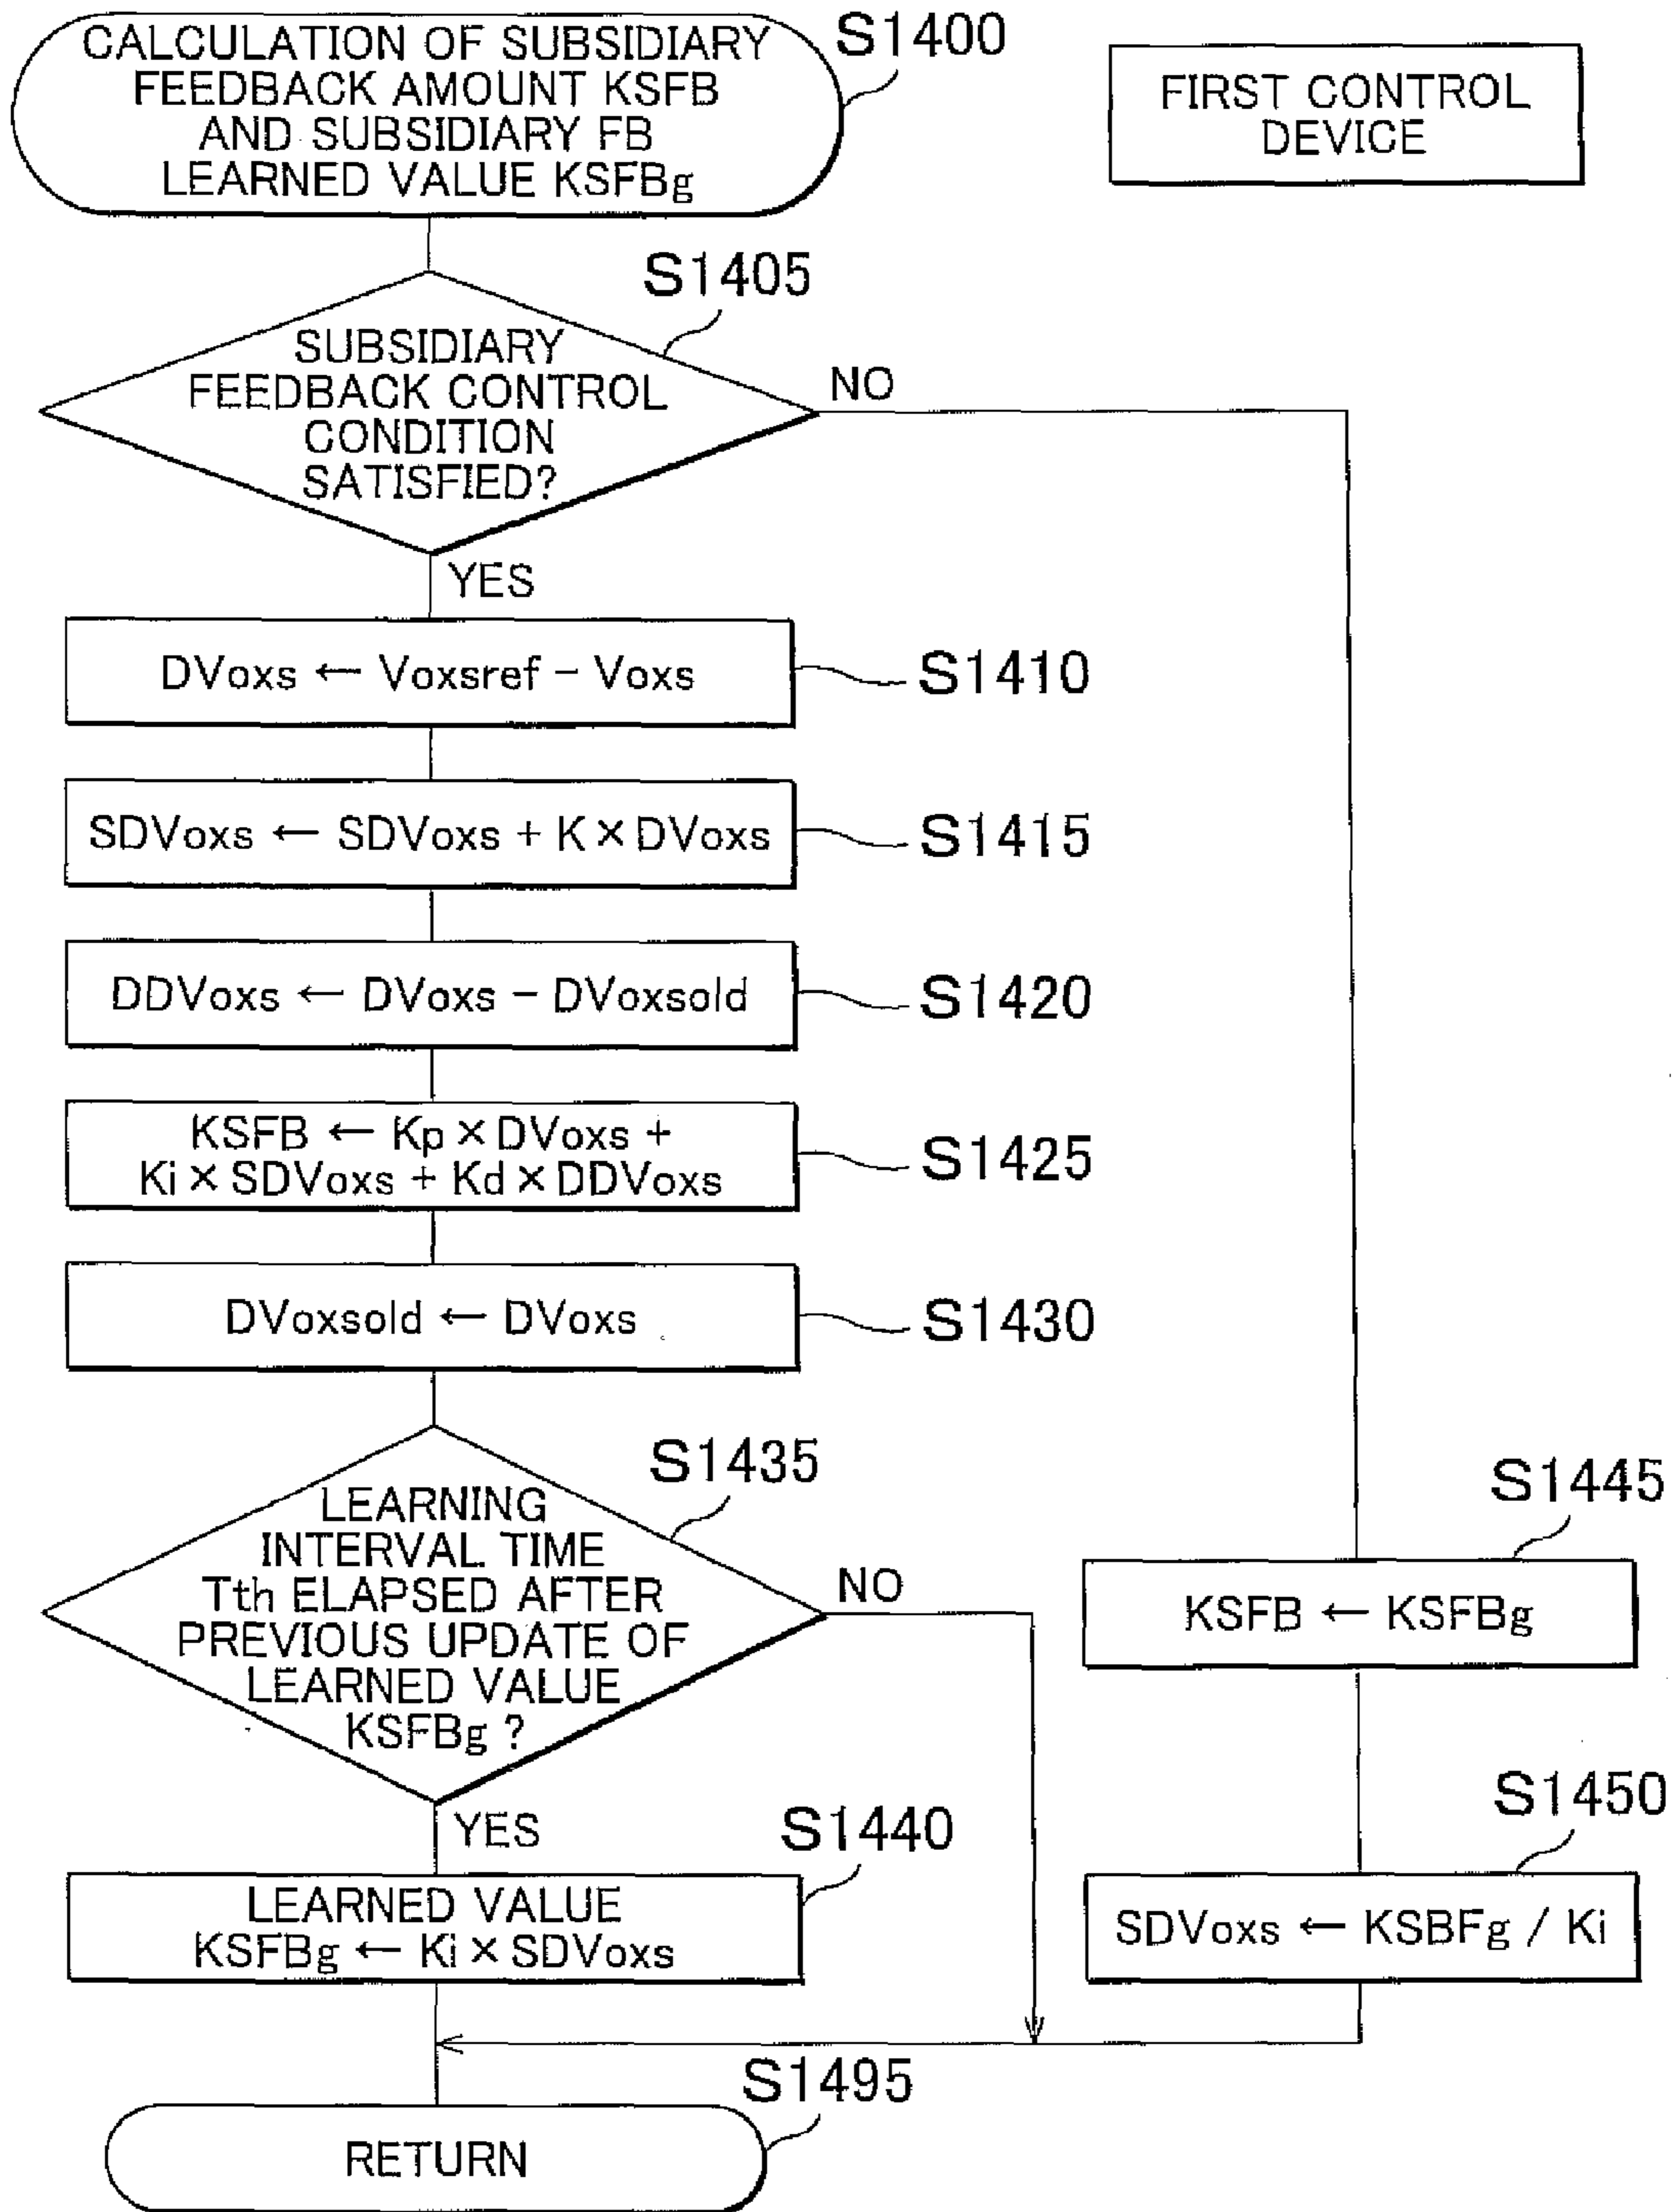 CALCULATION OF SUBSIDIARY
FEEDBACK AMOUNT KSFB
AND SUBSIDIARY FB
LEARNED VALUE KSFBg
S1400
FIRST CONTROL
DEVICE
S1405
SUBSIDIARY
FEEDBACK CONTROL
CONDITION
SATISFIED?
NO
YES
DVoxs ← Voxsref - Voxs
S1410
SDVoxs ← SDVoxs + K × DVoxs
S1415
DDVoxs ← DVoxs - DVoxsold
S1420
KSFB ← Kp × DVoxs +
Ki × SDVoxs + Kd × DDVoxs
S1425
DVoxsold ← DVoxs
S1430
S1435
LEARNING
INTERVAL TIME
Tth ELAPSED AFTER
PREVIOUS UPDATE OF
LEARNED VALUE
KSFBg ?
NO
YES
S1440
LEARNED VALUE
KSFBg ← Ki × SDVoxs
S1445
KSFB ← KSFBg
S1450
SDVoxs ← KSBFg / Ki
S1495
RETURN